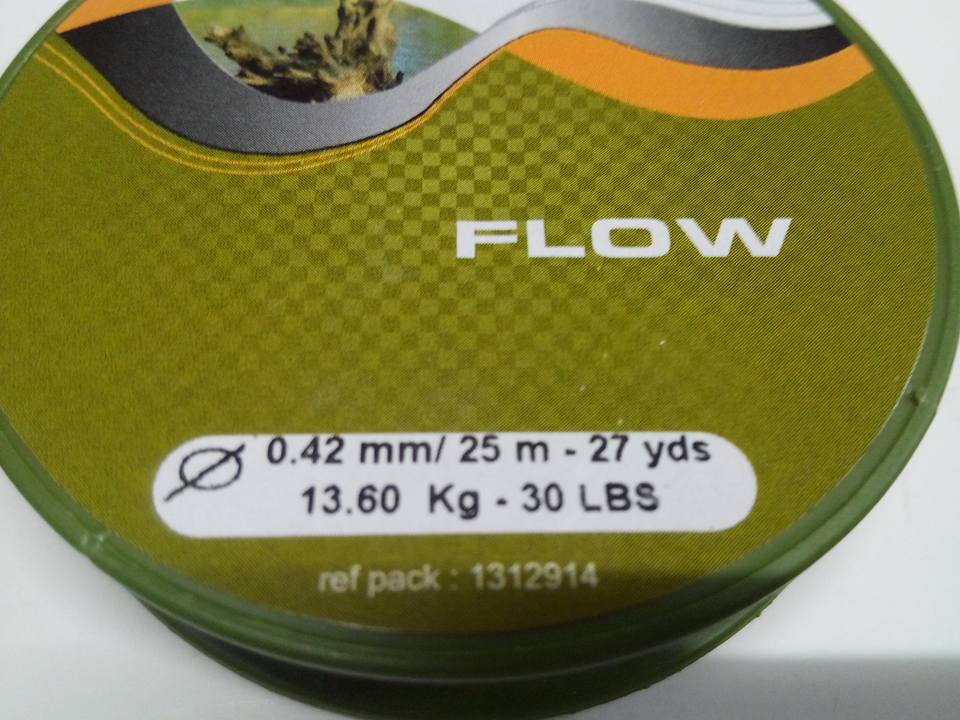 FLOW
Ø 0.42 mm/ 25 m - 27 yds
13.60 Kg - 30 LBS
ref pack : 1312914